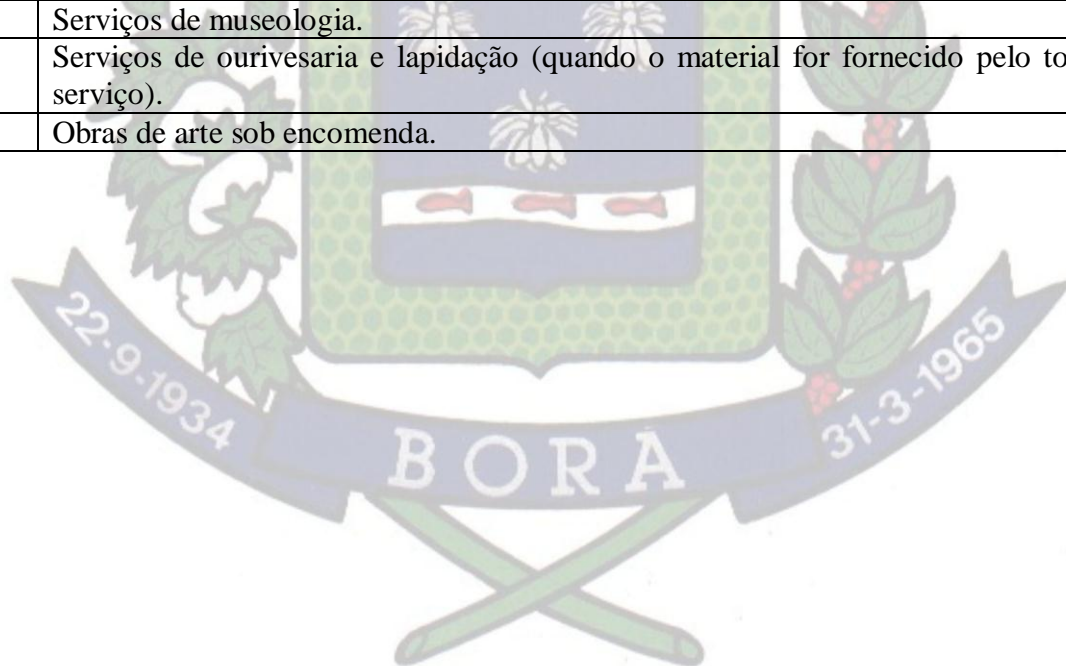 Serviços de museologia.
Serviços de ourivesaria e lapidação (quando o material for fornecido pelo to
serviço).
Obras de arte sob encomenda.
22-9-1934
BORÁ
31-3-1965